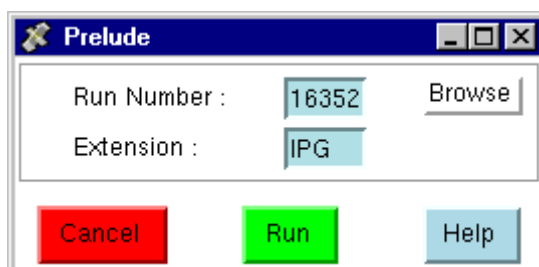 Prelude
Run Number : 16352 Browse
Extension : IPG
Cancel Run Help